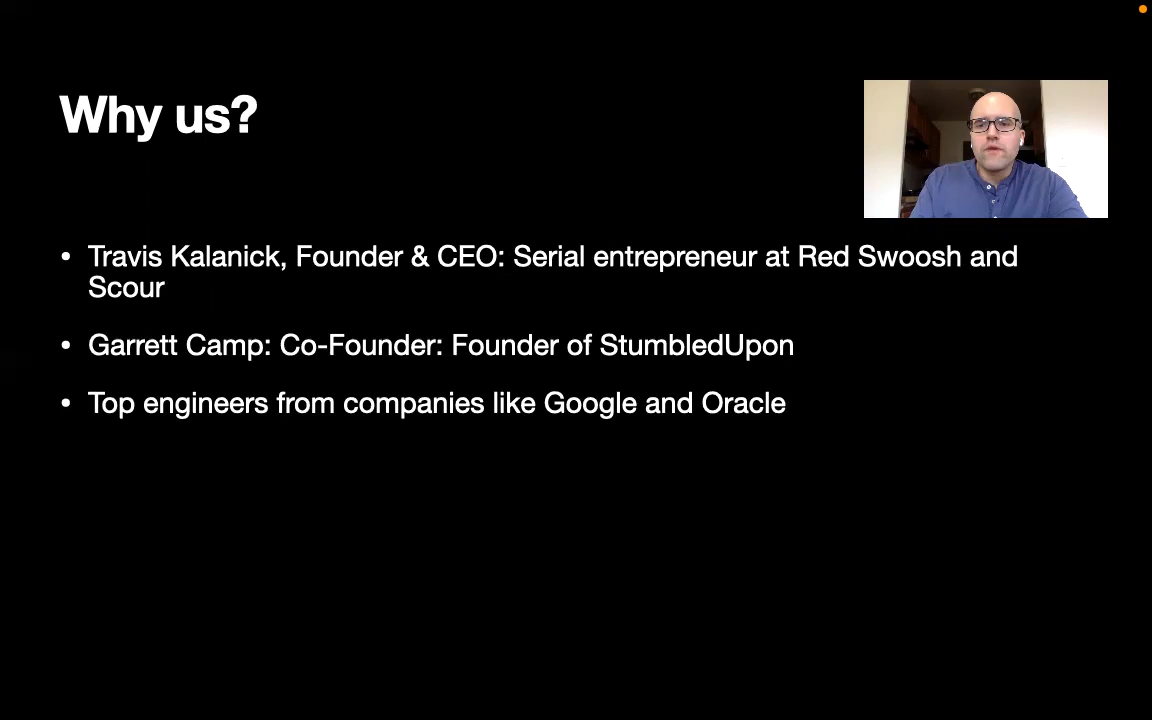 Why us?
• Travis Kalanick, Founder & CEO: Serial entrepreneur at Red Swoosh and
Scour
• Garrett Camp: Co-Founder: Founder of StumbledUpon
• Top engineers from companies like Google and Oracle